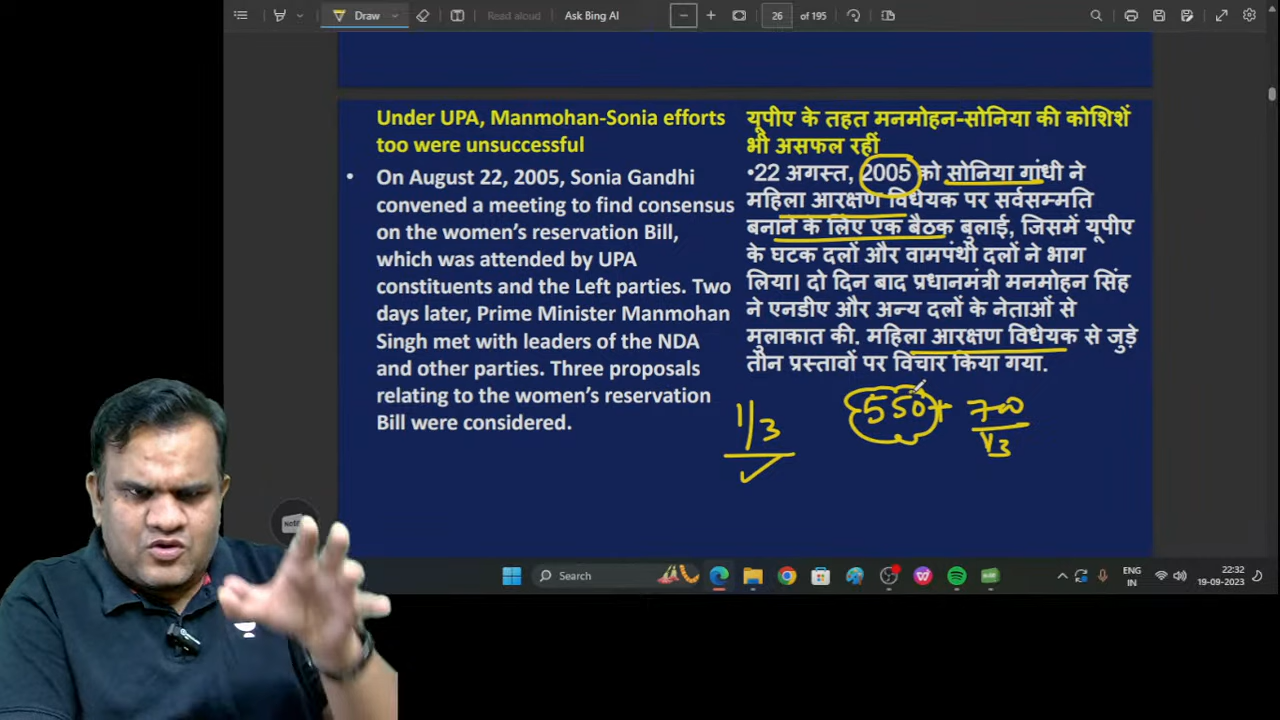 Draw
Read aloud
Ask Bing AI
26
of 195
Under UPA, Manmohan-Sonia efforts
too were unsuccessful
• On August 22, 2005, Sonia Gandhi
convened a meeting to find consensus
on the women's reservation Bill,
which was attended by UPA
constituents and the Left parties. Two
days later, Prime Minister Manmohan
Singh met with leaders of the NDA
and other parties. Three proposals
relating to the women's reservation
Bill were considered.
यूपीए के तहत मनमोहन-सोनिया की कोशिशें
भी असफल रहीं
•22 अगस्त, 2005 को सोनिया गांधी ने
महिला आरक्षण विधेयक पर सर्वसम्मति
बनाने के लिए एक बैठक बुलाई, जिसमें यूपीए
के घटक दलों और वामपंथी दलों ने भाग
लिया। दो दिन बाद प्रधानमंत्री मनमोहन सिंह
ने एनडीए और अन्य दलों के नेताओं से
मुलाकात की. महिला आरक्षण विधेयक से जुड़े
तीन प्रस्तावों पर विचार किया गया.
1/3
550+
700
1/3
Search
ENG
IN
22:32
19-09-2023